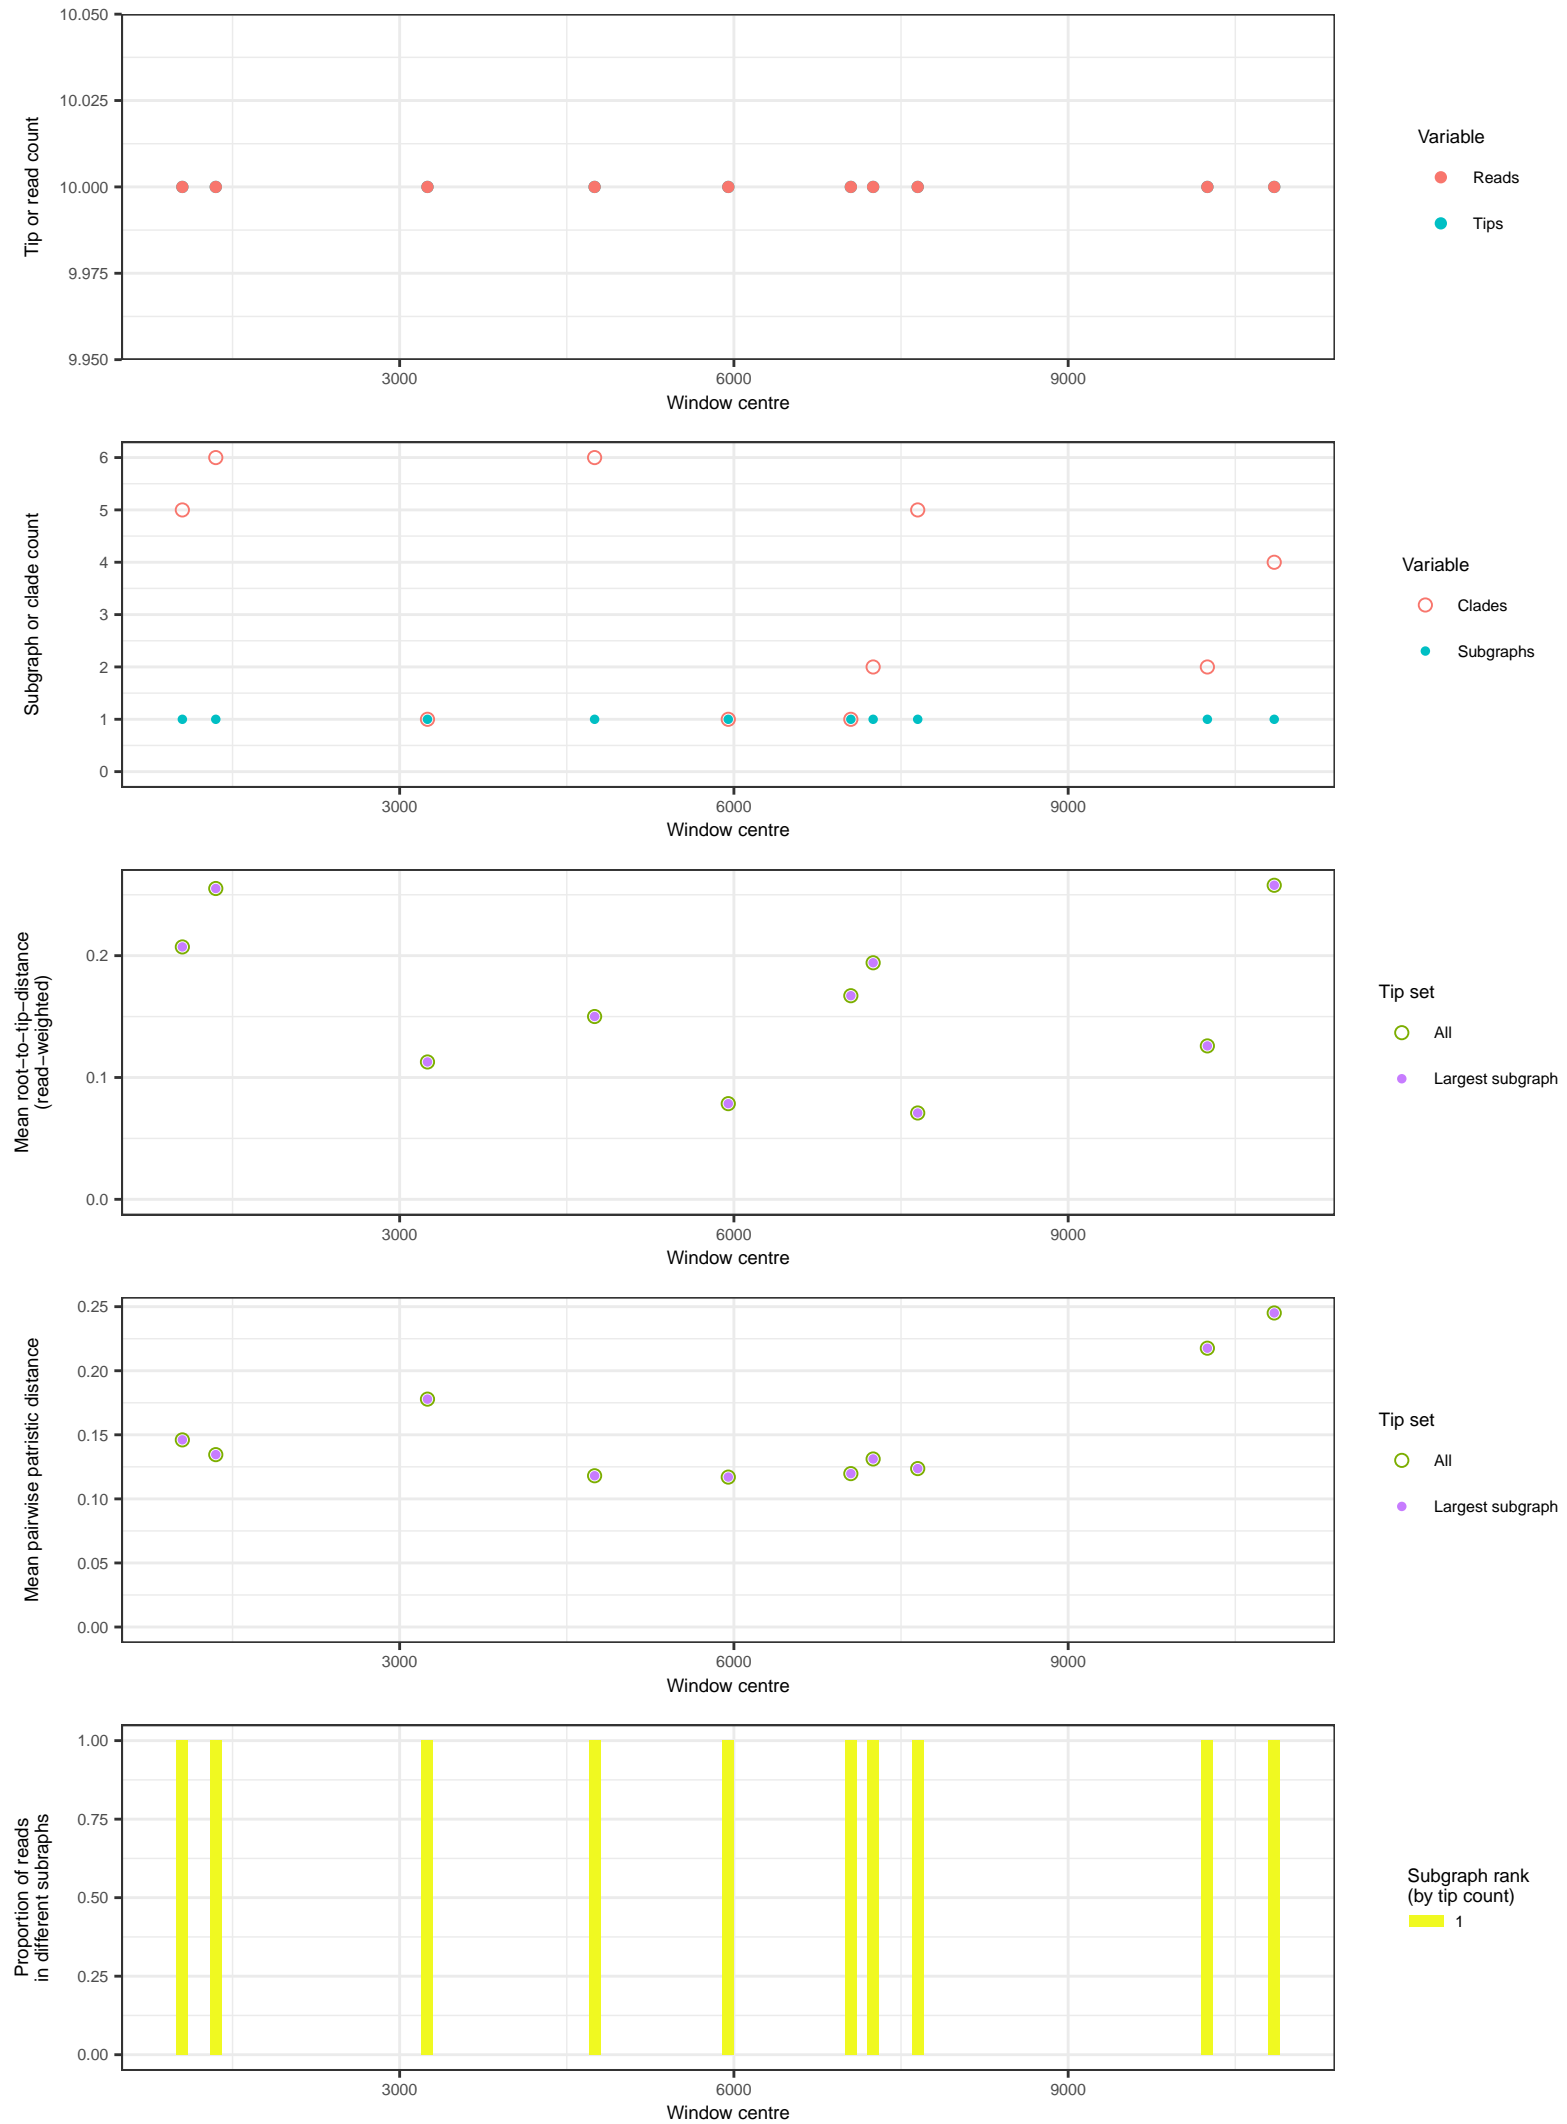 10.050
10.025
10.000
9.975
9.950
Tip or read count
3000
6000
9000
Window centre
Variable
Reads
Tips
6
5
4
3
2
1
0
Subgraph or clade count
3000
6000
9000
Window centre
Variable
Clades
Subgraphs
0.2
0.1
0.0
Mean root−to−tip−distance
(read−weighted)
3000
6000
9000
Window centre
Tip set
All
Largest subgraph
0.25
0.20
0.15
0.10
0.05
0.00
Mean pairwise patristic distance
3000
6000
9000
Window centre
Tip set
All
Largest subgraph
1.00
0.75
0.50
0.25
0.00
Proportion of reads
in different subraphs
3000
6000
9000
Window centre
Subgraph rank
(by tip count)
1